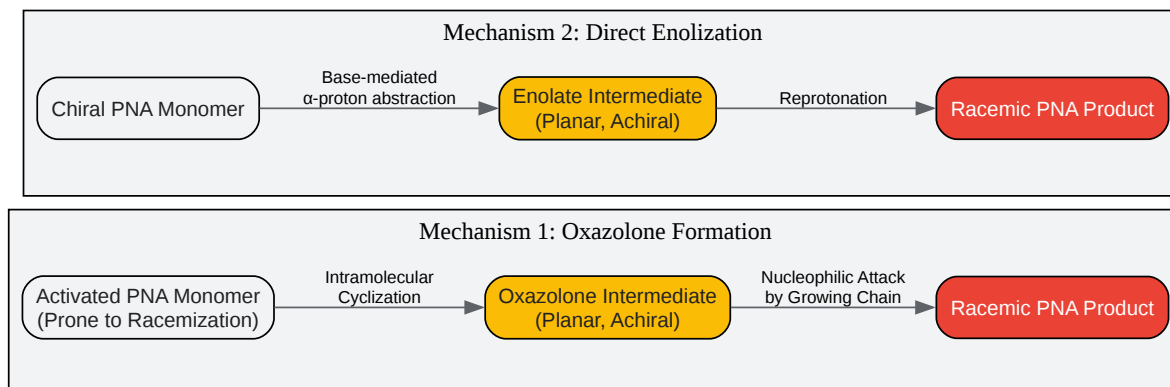 Mechanism 2: Direct Enolization
Chiral PNA Monomer
Base-mediated
α-proton abstraction
Enolate Intermediate
(Planar, Achiral)
Reprotonation
Racemic PNA Product
Mechanism 1: Oxazolone Formation
Activated PNA Monomer
(Prone to Racemization)
Intramolecular
Cyclization
Oxazolone Intermediate
(Planar, Achiral)
Nucleophilic Attack
by Growing Chain
Racemic PNA Product